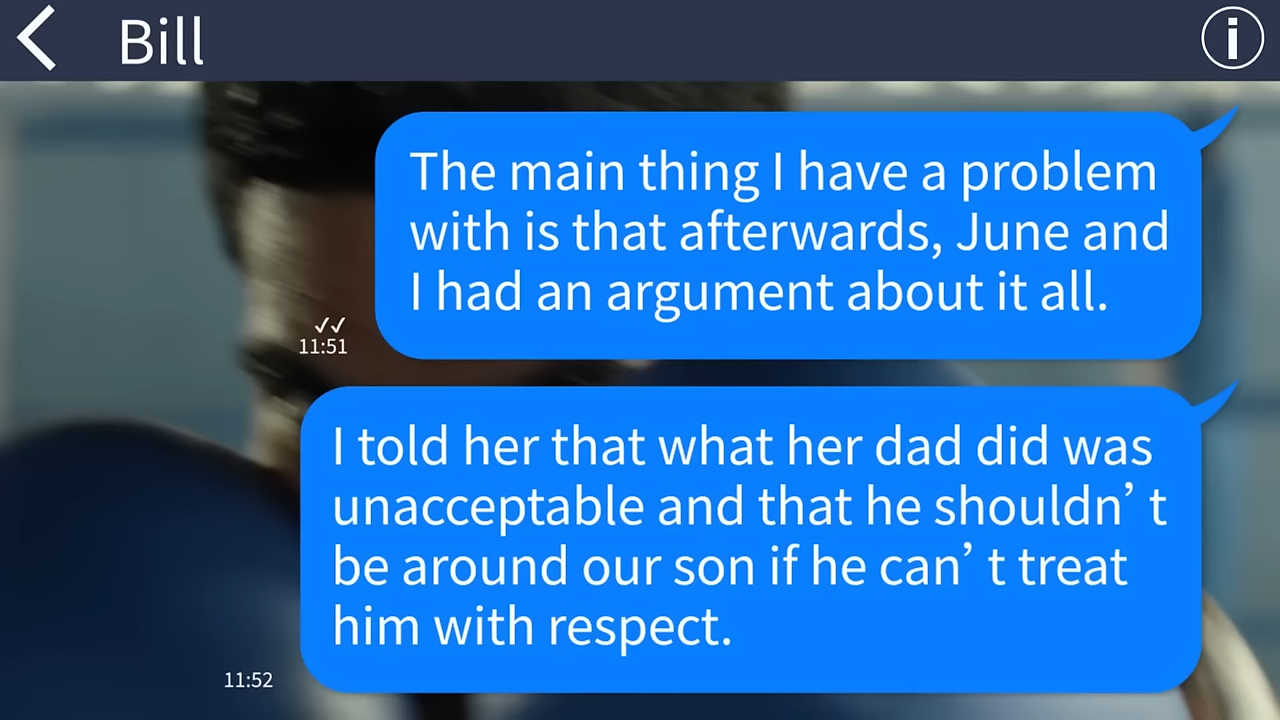 Bill
The main thing I have a problem
with is that afterwards, June and
I had an argument about it all.
✓✓
11:51
I told her that what her dad did was
unacceptable and that he shouldn’ t
be around our son if he can’ t treat
him with respect.
11:52